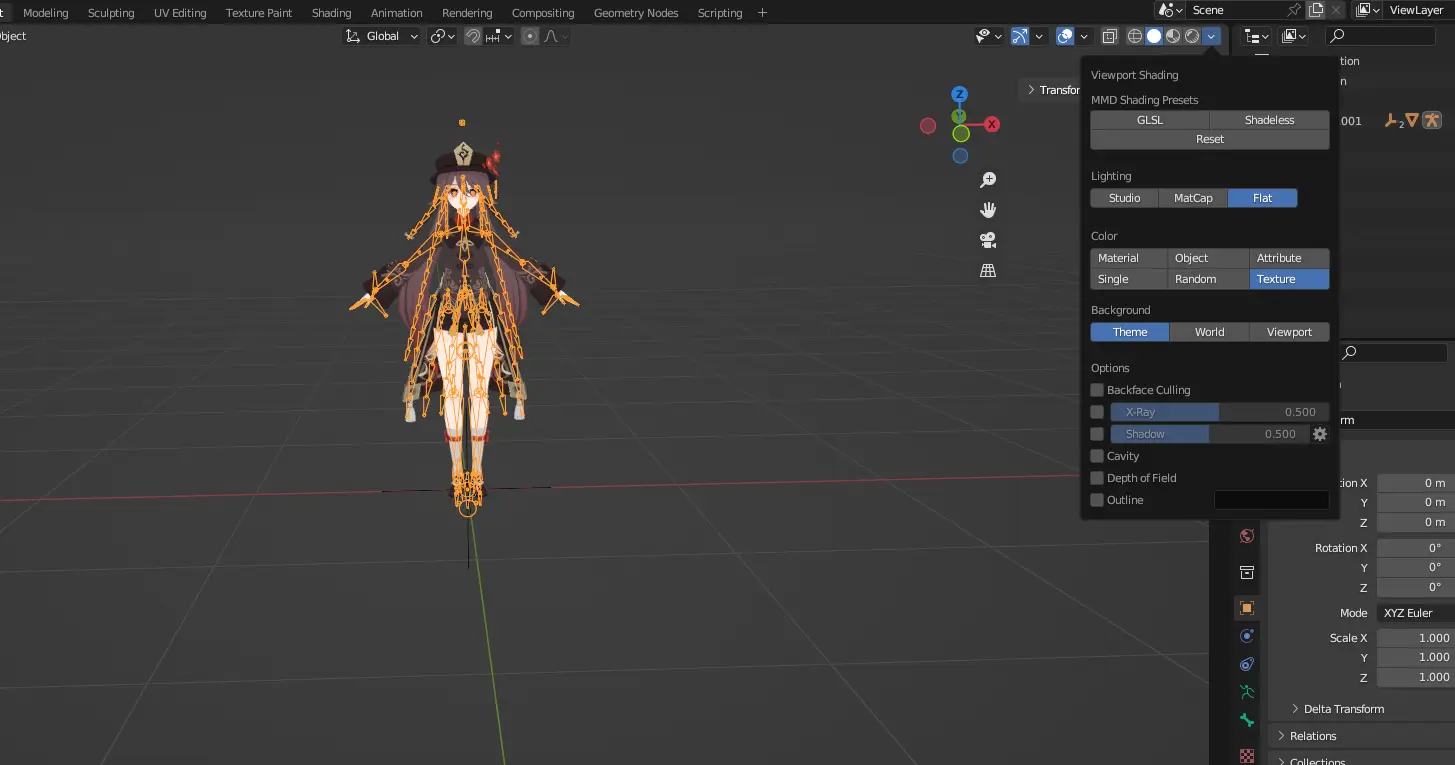 t Modeling Sculpting UV Editing Texture Paint Shading Animation Rendering Compositing Geometry Nodes Scripting + Scene ViewLayer
bject Global
Viewport Shading
MMD Shading Presets
GLSL Shadeless
Reset
Lighting
Studio MatCap Flat
Color
Material Object Attribute
Single Random Texture
Background
Theme World Viewport
Options
Backface Culling
X-Ray 0.500
Shadow 0.500
Cavity
Depth of Field
Outline
Transfor
Z
Y
X
tion
n
001
2
rm
ion X 0 m
Y 0 m
Z 0 m
Rotation X 0°
Y 0°
Z 0°
Mode XYZ Euler
Scale X 1.000
Y 1.000
Z 1.000
Delta Transform
Relations
Collections